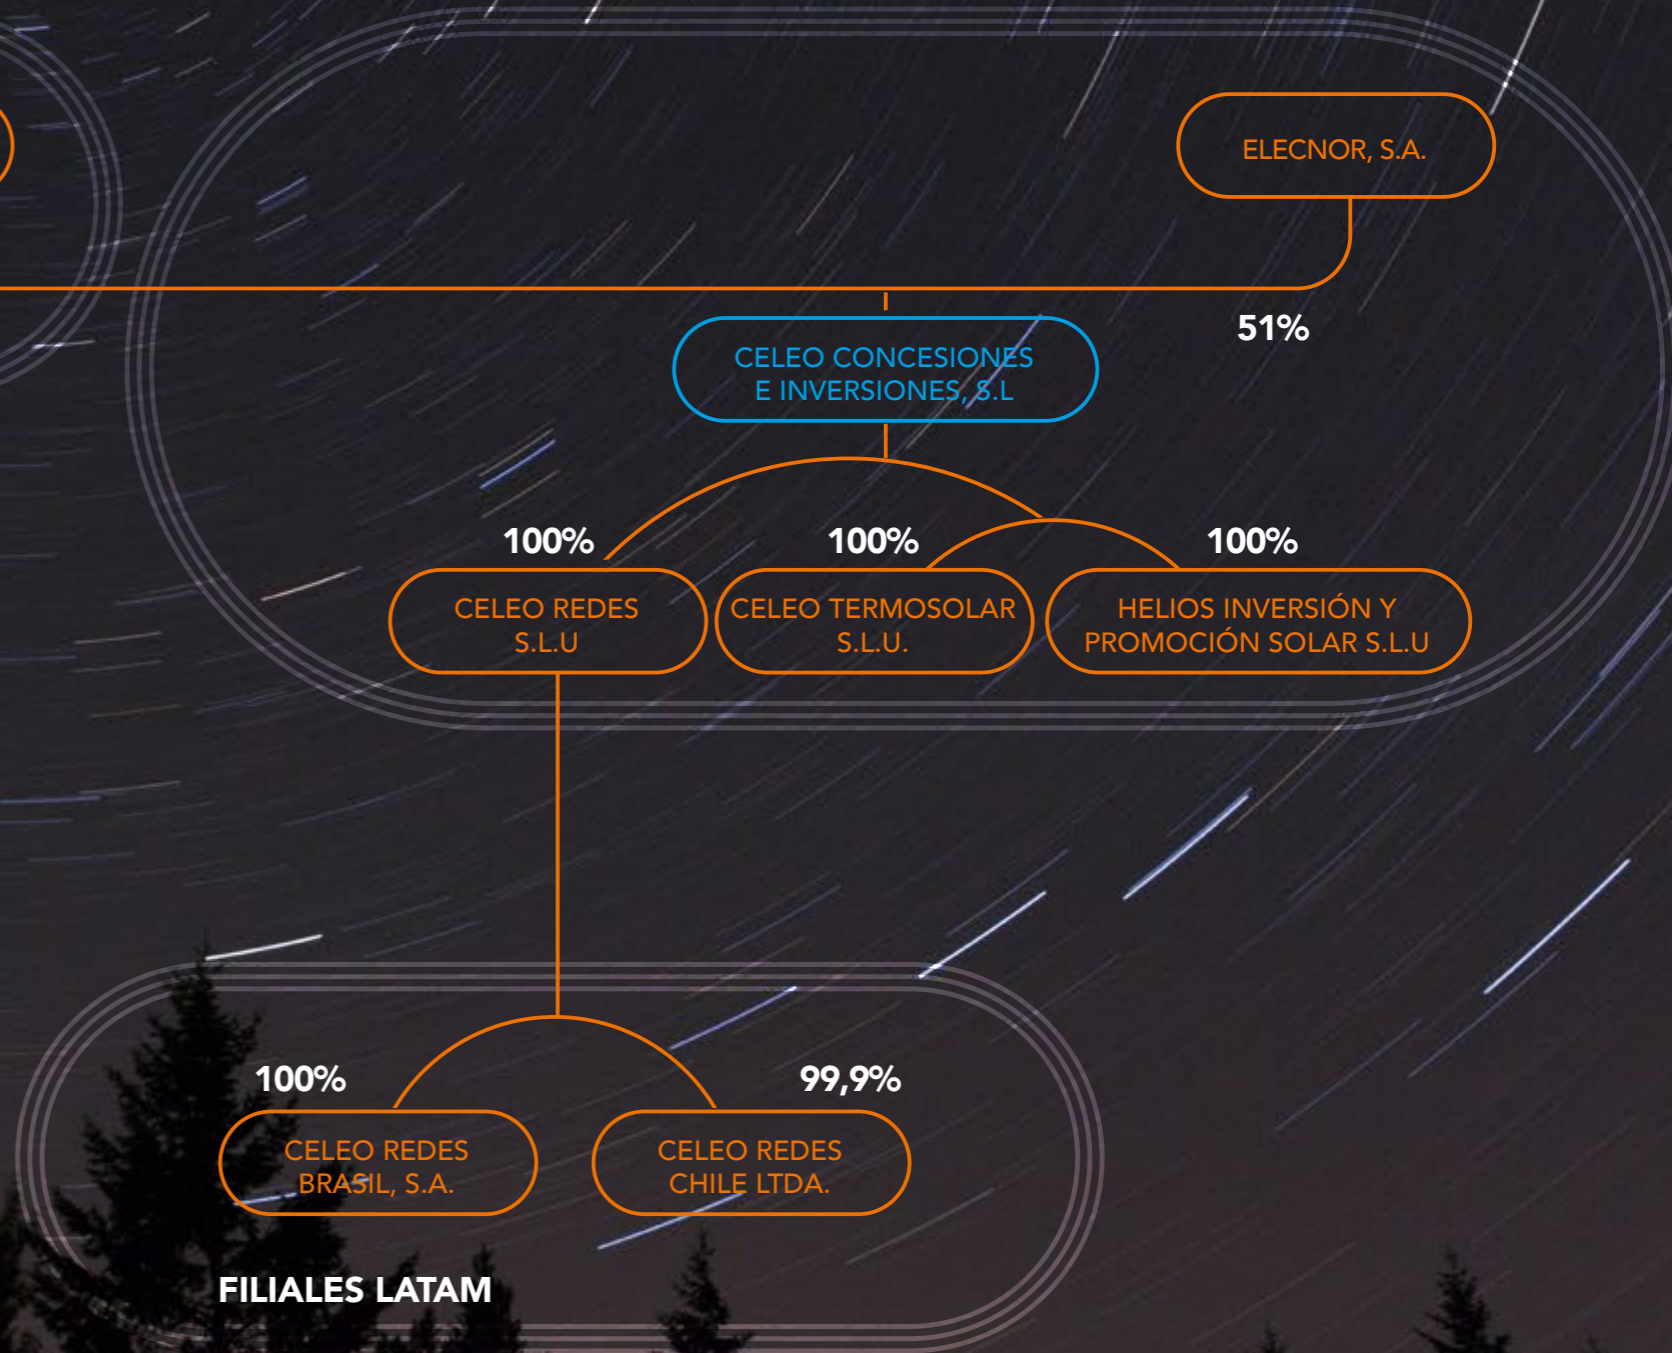 ELECNOR, S.A.
51%
CELEO CONCESIONES
E INVERSIONES, S.L
100%
100%
100%
CELEO REDES
S.L.U
CELEO TERMOSOLAR
S.L.U.
HELIOS INVERSIÓN Y
PROMOCIÓN SOLAR S.L.U
100%
99,9%
CELEO REDES
BRASIL, S.A.
CELEO REDES
CHILE LTDA.
FILIALES LATAM